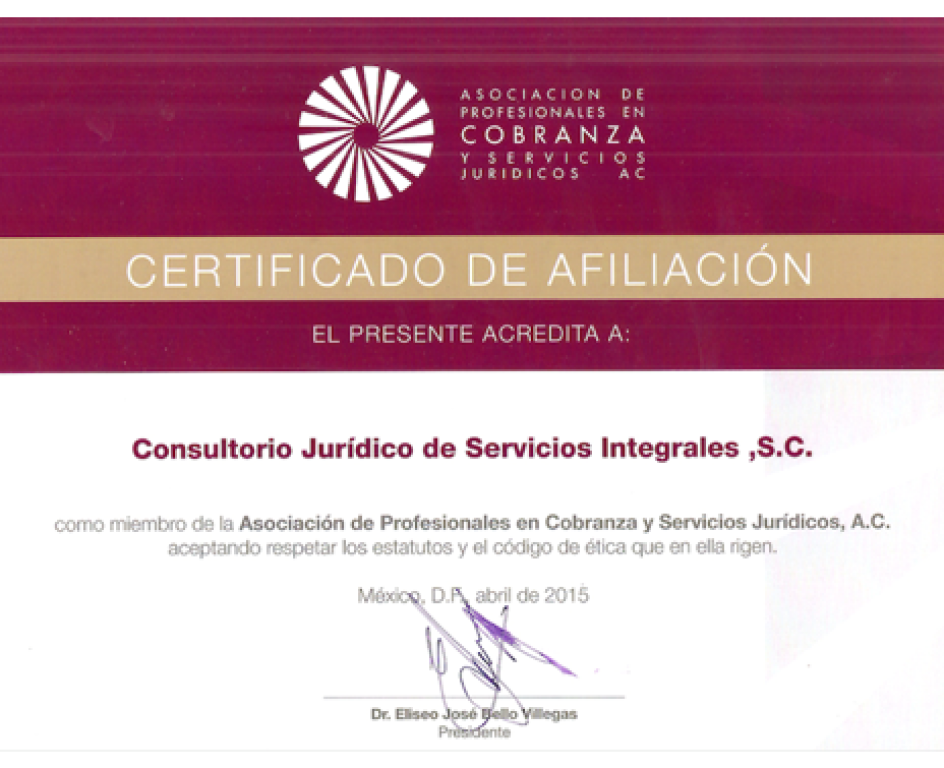 ASOCIACION DE
PROFESIONALES EN
COBRANZA
Y SERVICIOS
JURIDICOS AC
CERTIFICADO DE AFILIACIÓN
EL PRESENTE ACREDITA A:
Consultorio Jurídico de Servicios Integrales ,S.C.
como miembro de la Asociación de Profesionales en Cobranza y Servicios Jurídicos, A.C.
aceptando respetar los estatutos y el código de ética que en ella rigen.
México, D.F., abril de 2015
Dr. Eliseo José Bello Villegas
Presidente